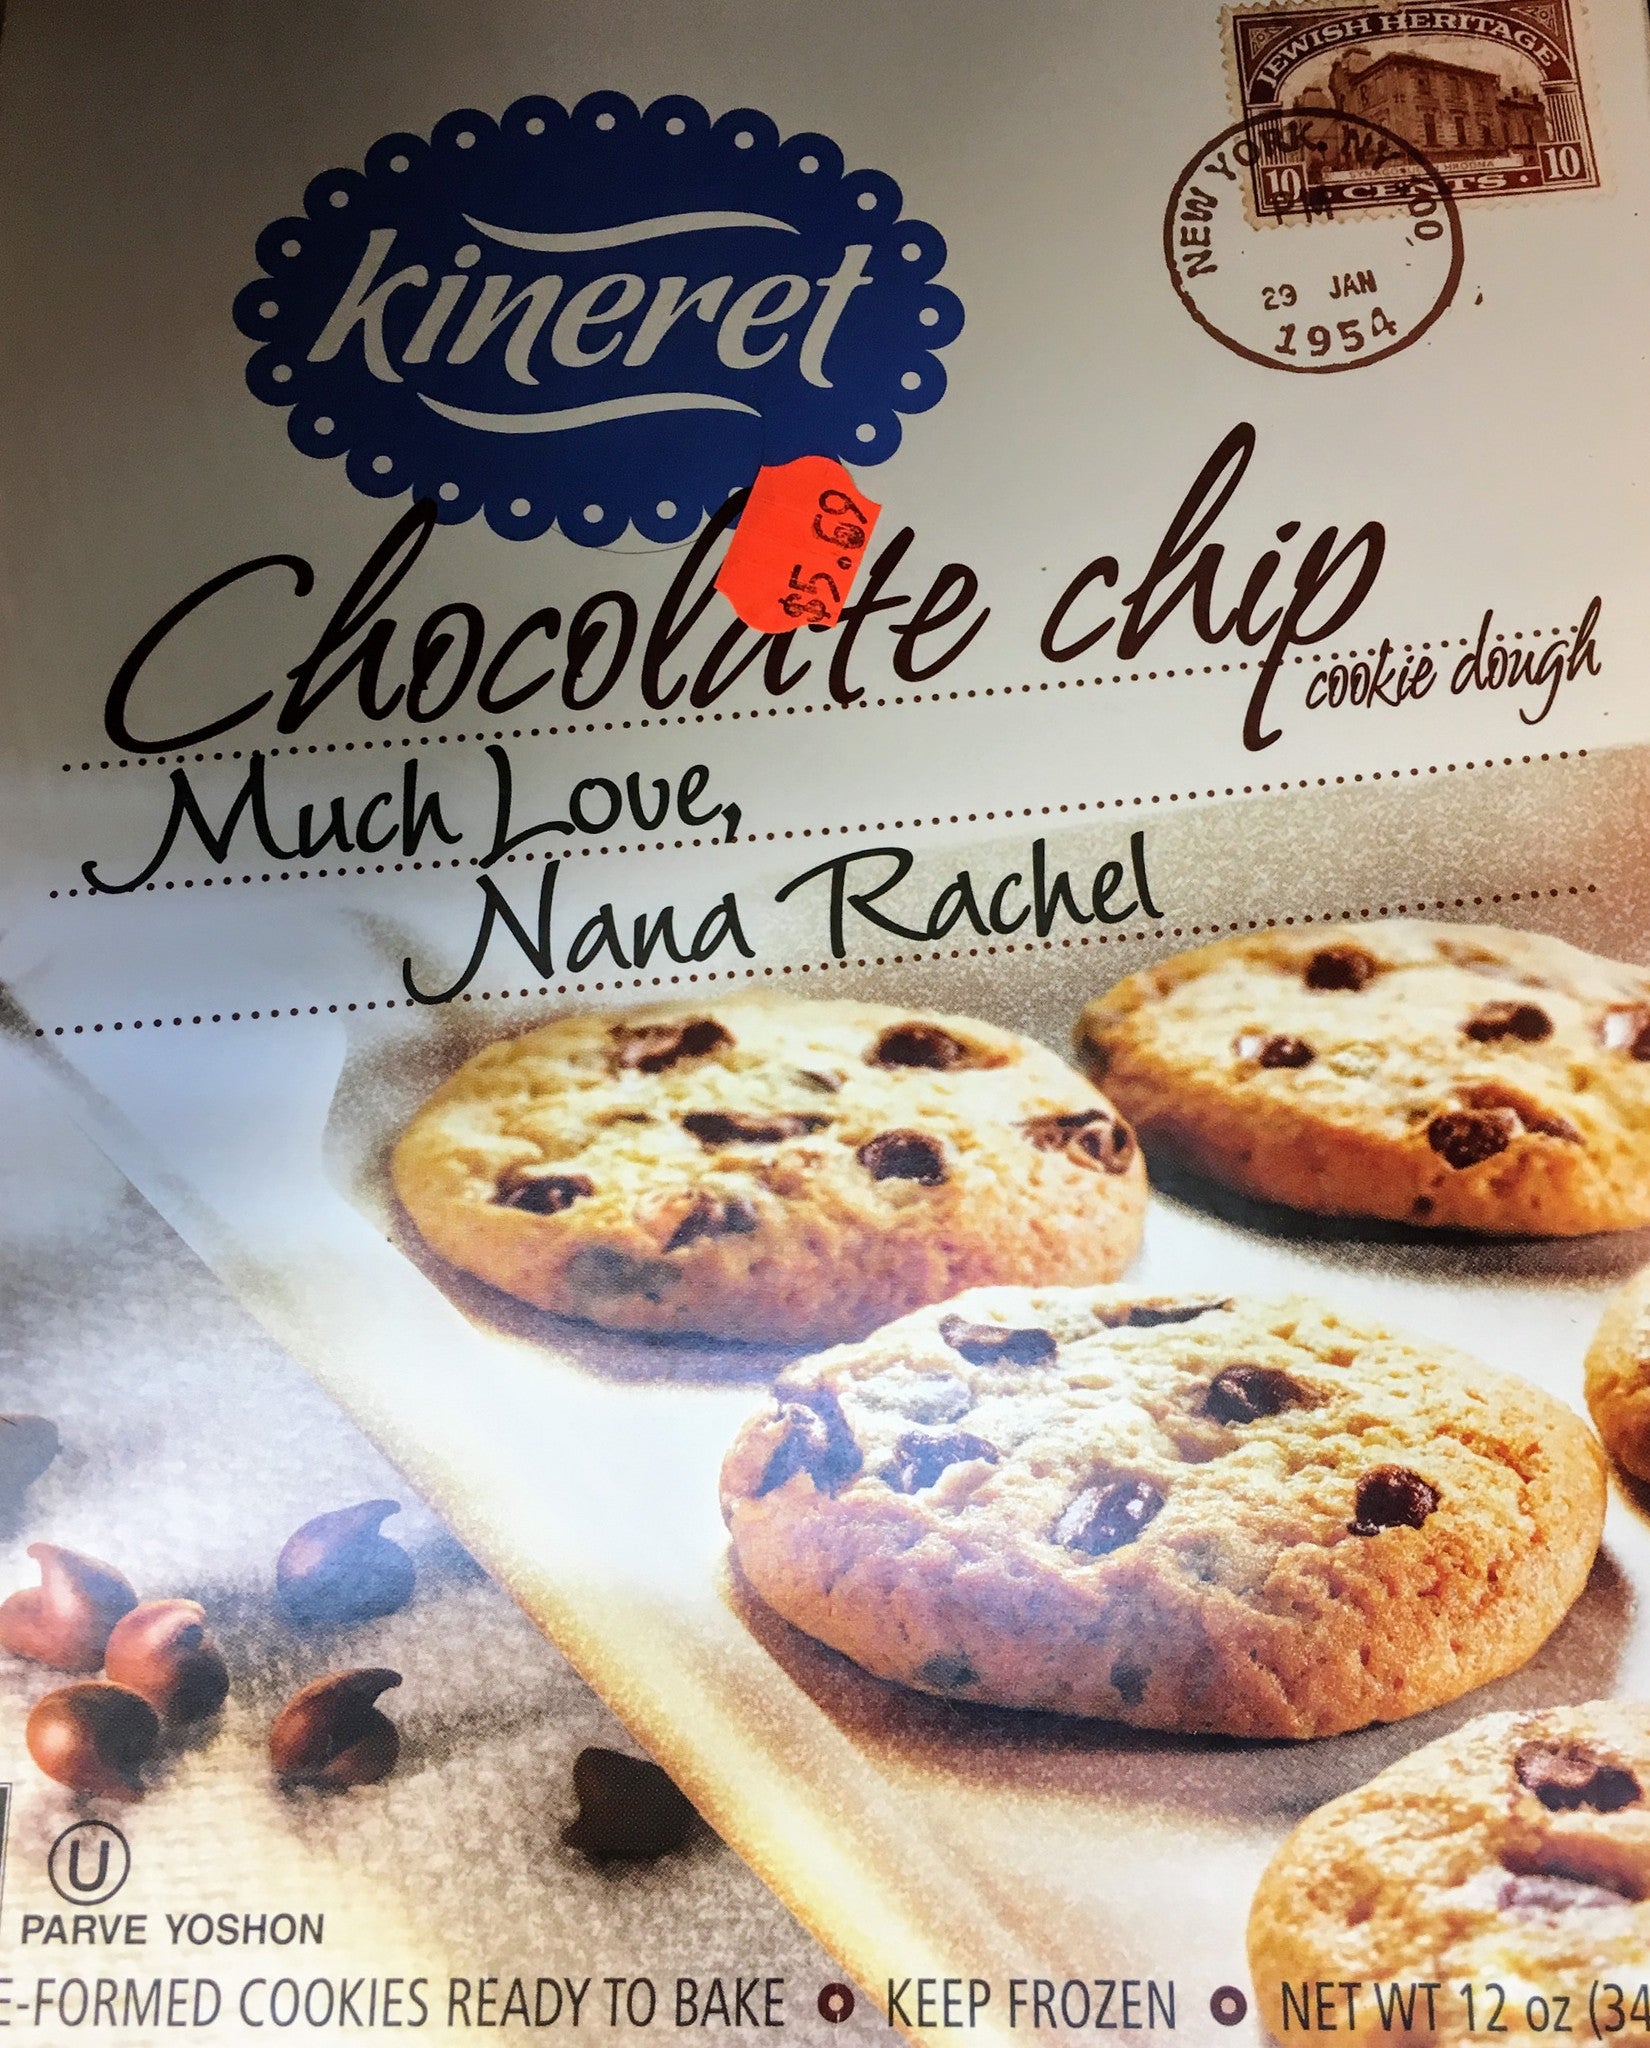 JEWISH HERITAGE
10 CENTS 10
NEW YORK, NY
PM
29 JAN
1954
kineret
$5.69
Chocolate chip
cookie dough
Much Love,
Nana Rachel
U
PARVE YOSHON
E-FORMED COOKIES READY TO BAKE • KEEP FROZEN • NET WT 12 oz (34